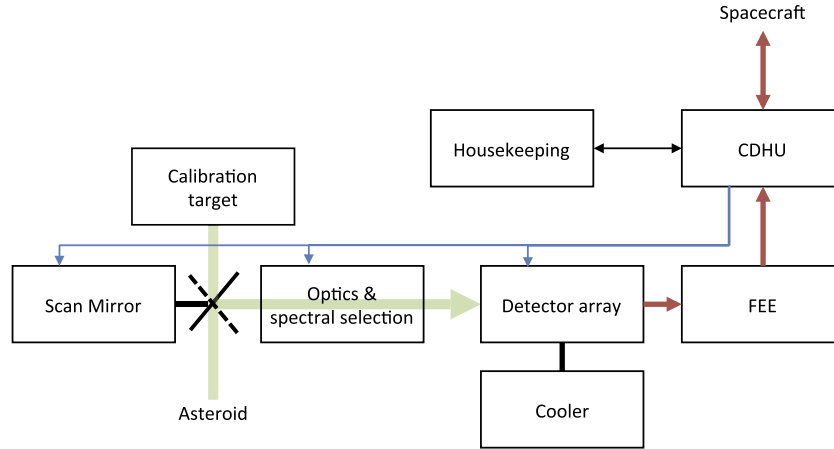 Spacecraft
Housekeeping
CDHU
Calibration
target
Scan Mirror
Optics &
spectral selection
Detector array
FEE
Asteroid
Cooler